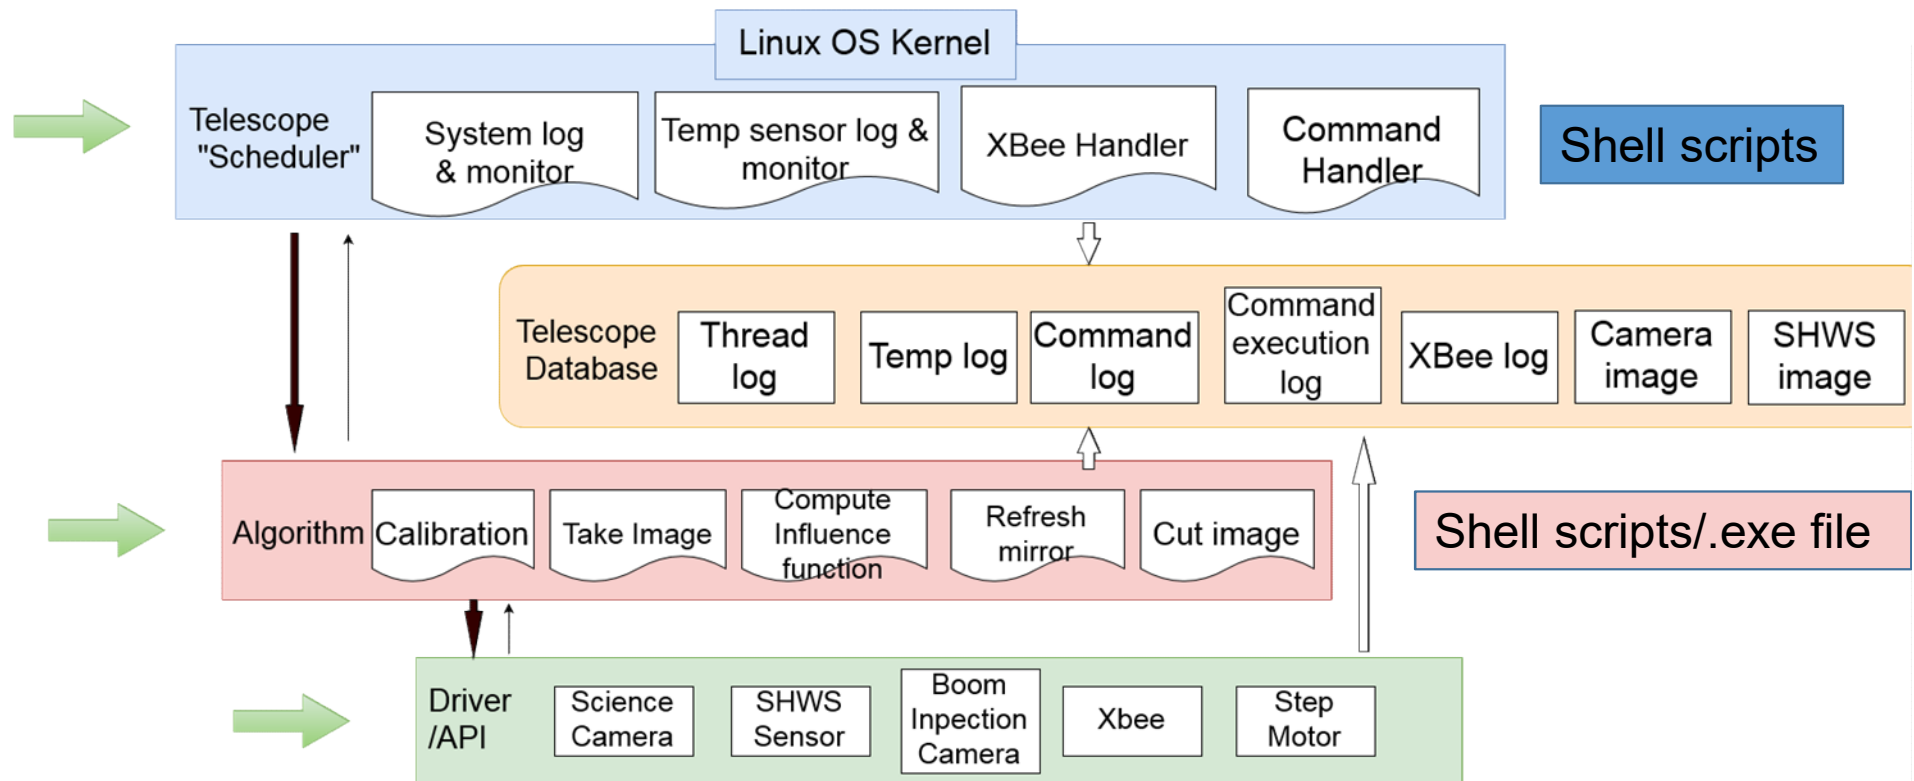 Linux OS Kernel
Telescope
"Scheduler"
System log
& monitor
Temp sensor log &
monitor
XBee Handler
Command
Handler
Shell scripts
Telescope
Database
Thread
log
Temp log
Command
log
Command
execution
log
XBee log
Camera
image
SHWS
image
Algorithm
Calibration
Take Image
Compute
Influence
function
Refresh
mirror
Cut image
Shell scripts/.exe file
Driver
/API
Science
Camera
SHWS
Sensor
Boom
Inpection
Camera
Xbee
Step
Motor